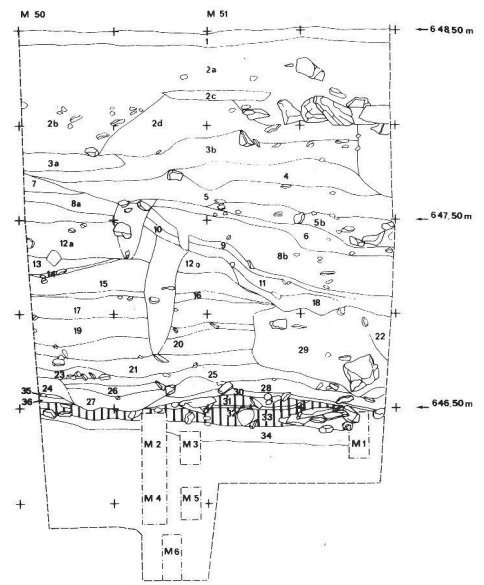 M 50 M 51
648,50 m
1
2a
2c
2b 2d
3b
3a 4
7
5
8a 5b
10 6
12a 9 8b
13 12
14 11
15 16 18
17
19 20 29 22
21
23 25
24 26 28
35 30
36 27 31
32 33
646,50 m
647,50 m
34
M 2 M 3 M 1
M 4 M 5
M 6